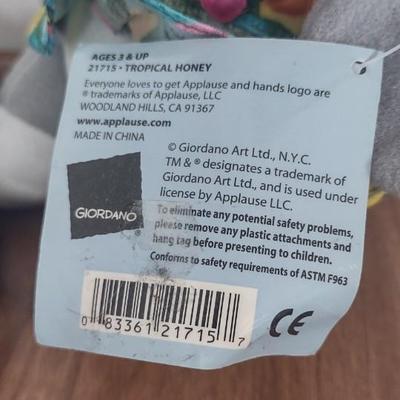 AGES 3 & UP
21715 • TROPICAL HONEY
Everyone loves to get Applause and hands logo are
® trademarks of Applause, LLC
WOODLAND HILLS, CA 91367
www.applause.com
MADE IN CHINA
© Giordano Art Ltd., N.Y.C.
TM & ® designates a trademark of
Giordano Art Ltd., and is used under
license by Applause LLC.
GIORDANO®
To eliminate any potential safety problems,
please remove any plastic attachments and
hang tag before presenting to children.
Conforms to safety requirements of ASTM F963
0 83361 21715 7
CE